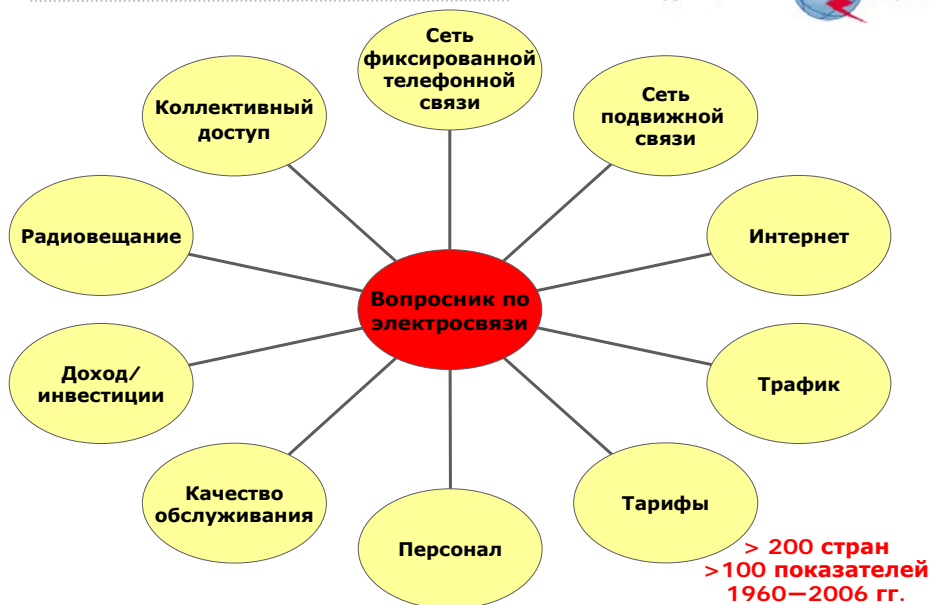 Сеть
фиксированной
телефонной
связи
Сеть
подвижной
связи
Коллективный
доступ
Радиовещание
Интернет
Вопросник по
электросвязи
Доход/
инвестиции
Трафик
Качество
обслуживания
Тарифы
Персонал
> 200 стран
>100 показателей
1960—2006 гг.